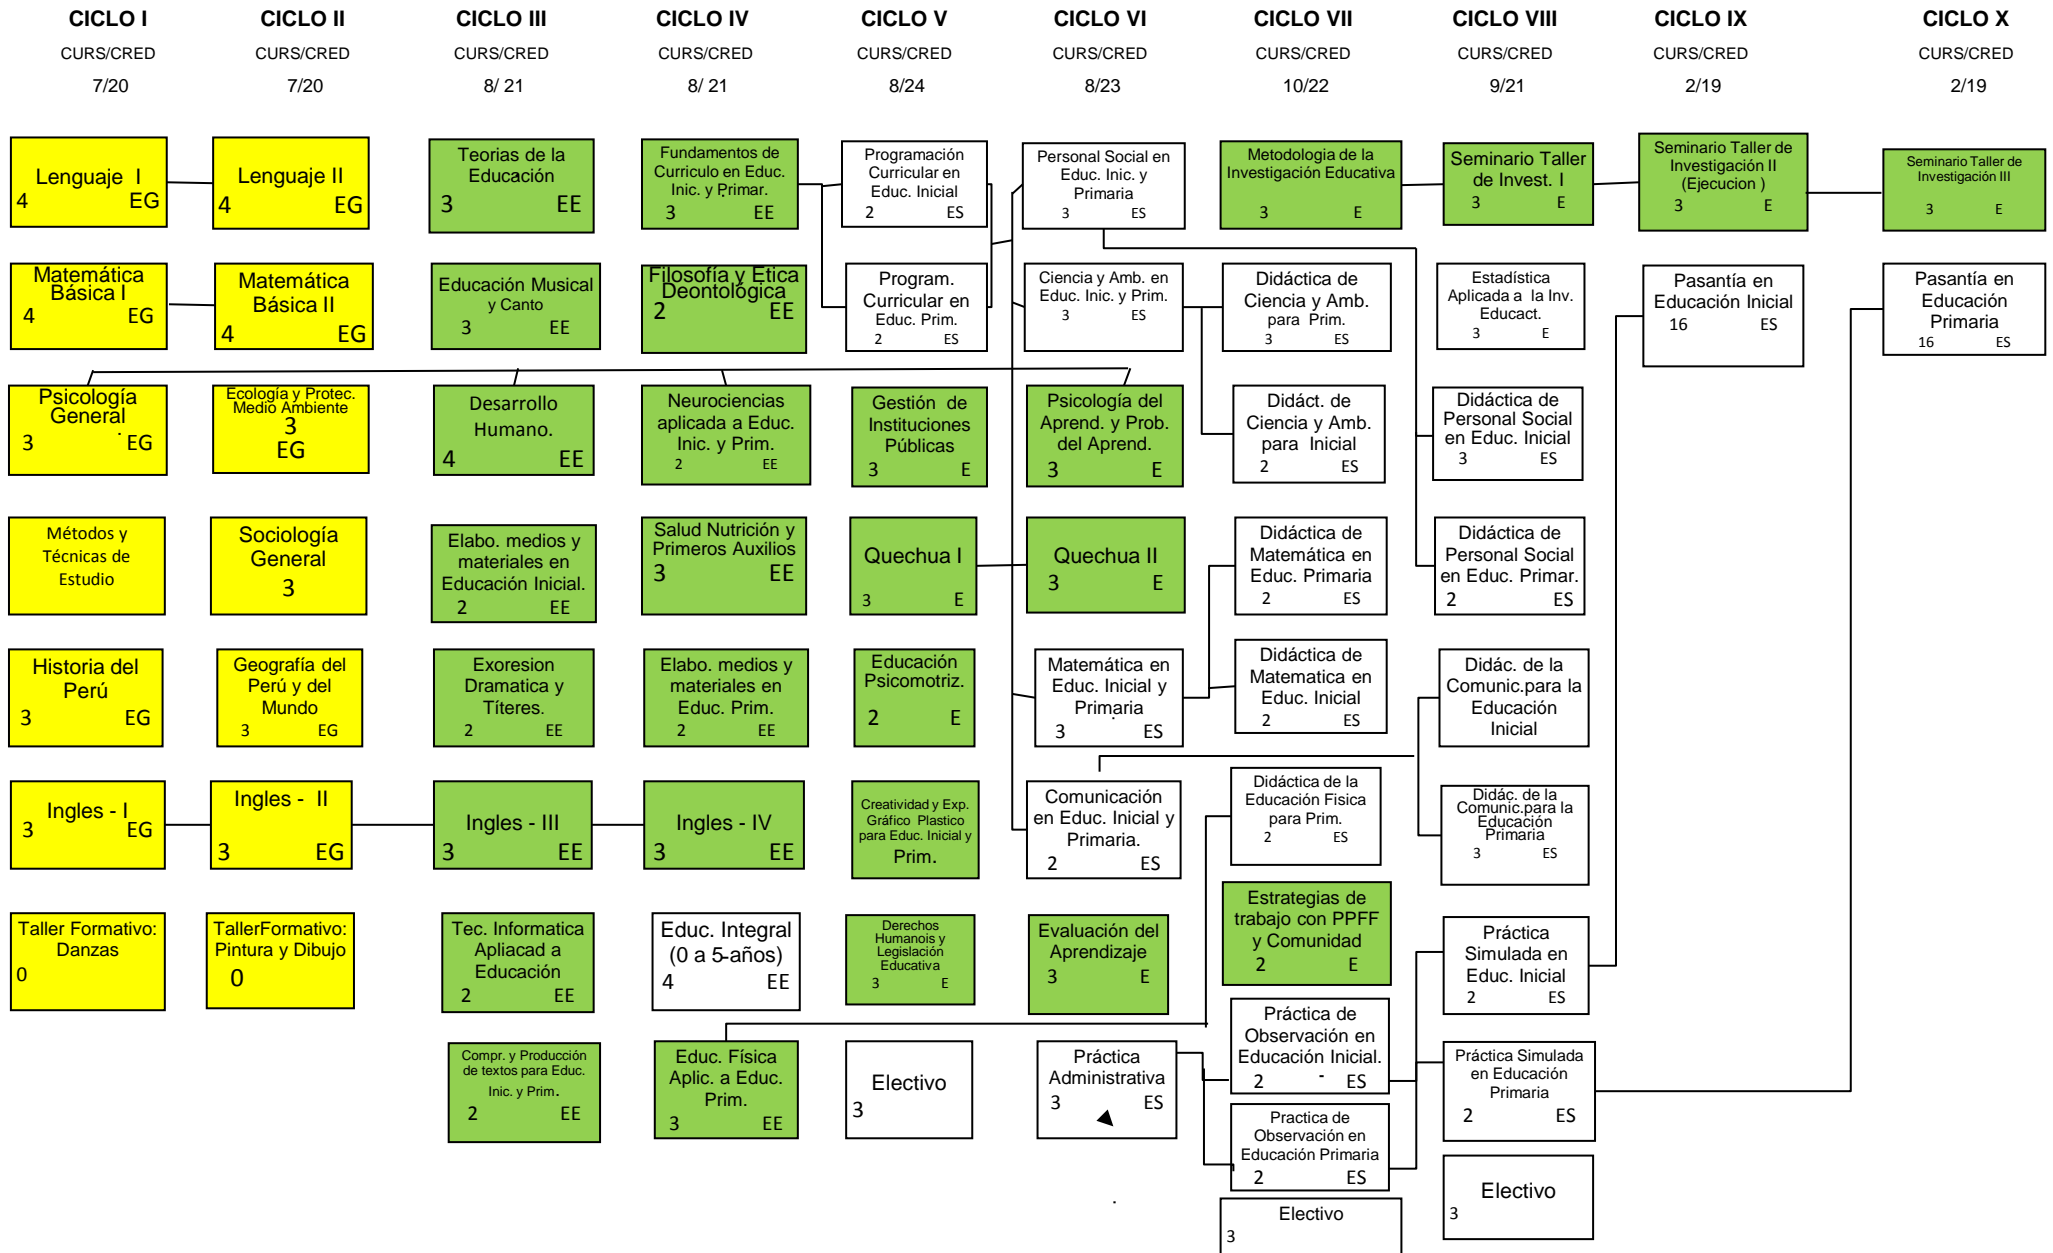 CICLO I
CURS/CRED
7/20
CICLO II
CURS/CRED
7/20
CICLO III
CURS/CRED
8/ 21
CICLO IV
CURS/CRED
8/ 21
CICLO V
CURS/CRED
8/24
CICLO VI
CURS/CRED
8/23
CICLO VII
CURS/CRED
10/22
CICLO VIII
CURS/CRED
9/21
CICLO IX
CURS/CRED
2/19
CICLO X
CURS/CRED
2/19
Lenguaje I
4 EG
Matemática
Básica I
4 EG
Psicología
General
3 EG
Métodos y
Técnicas de
Estudio
Historia del
Perú
3 EG
Ingles - I
3 EG
Taller Formativo:
Danzas
0
Lenguaje II
4 EG
Matemática
Básica II
4 EG
Ecología y Protec.
Medio Ambiente
3
EG
Sociología
General
3
Geografía del
Perú y del
Mundo
3 EG
Ingles - II
3 EG
TallerFormativo:
Pintura y Dibujo
0
Teorias de la
Educación
3 EE
Educación Musical
y Canto
3 EE
Desarrollo
Humano.
4 EE
Elabo. medios y
materiales en
Educación Inicial.
2 EE
Exoresion
Dramatica y
Títeres.
2 EE
Ingles - III
3 EE
Tec. Informatica
Apliacad a
Educación
2 EE
Compr. y Producción
de textos para Educ.
Inic. y Prim.
2 EE
Fundamentos de
Curriculo en Educ.
Inic. y Primar.
3 EE
Filosofía y Etica
Deontológica
2 EE
Neurociencias
aplicada a Educ.
Inic. y Prim.
2 EE
Salud Nutrición y
Primeros Auxilios
3 EE
Elabo. medios y
materiales en
Educ. Prim.
2 EE
Ingles - IV
3 EE
Educ. Integral
(0 a 5-años)
4 EE
Educ. Física
Aplic. a Educ.
Prim.
3 EE
Programación
Curricular en
Educ. Inicial
2 ES
Program.
Curricular en
Educ. Prim.
2 ES
Gestión de
Instituciones
Públicas
3 E
Quechua I
3 E
Educación
Psicomotriz.
2 E
Creatividad y Exp.
Gráfico Plastico
para Educ. Inicial y
Prim.
Derechos
Humanois y
Legislación
Educativa
3 E
Electivo
3
Personal Social en
Educ. Inic. y
Primaria
3 ES
Ciencia y Amb. en
Educ. Inic. y Prim.
3 ES
Psicología del
Aprend. y Prob.
del Aprend.
3 E
Quechua II
3 E
Matemática en
Educ. Inicial y
Primaria
3 ES
Comunicación
en Educ. Inicial y
Primaria.
2 ES
Evaluación del
Aprendizaje
3 E
Práctica
Administrativa
3 ES
Metodologia de la
Investigación Educativa
3 E
Didáctica de
Ciencia y Amb.
para Prim.
3 ES
Didáct. de
Ciencia y Amb.
para Inicial
2 ES
Didáctica de
Matemática en
Educ. Primaria
2 ES
Didáctica de
Matematica en
Educ. Inicial
2 ES
Didáctica de la
Educación Fisica
para Prim.
2 ES
Estrategias de
trabajo con PPFF
y Comunidad
2 E
Práctica de
Observación en
Educación Inicial.
2 - ES
Practica de
Observación en
Educación Primaria
2 ES
Electivo
3
Seminario Taller
de Invest. I
3 E
Estadística
Aplicada a la Inv.
Educact.
3 E
Didáctica de
Personal Social
en Educ. Inicial
3 ES
Didáctica de
Personal Social
en Educ. Primar.
2 ES
Didác. de la
Comunic.para la
Educación
Inicial
Didác. de la
Comunic.para la
Educación
Primaria
3 ES
Práctica
Simulada en
Educ. Inicial
2 ES
Práctica Simulada
en Educación
Primaria
2 ES
Electivo
3
Seminario Taller de
Investigación II
(Ejecucion )
3 E
Pasantía en
Educación Inicial
16 ES
Seminario Taller de
Investigación III
3 E
Pasantía en
Educación
Primaria
16 ES